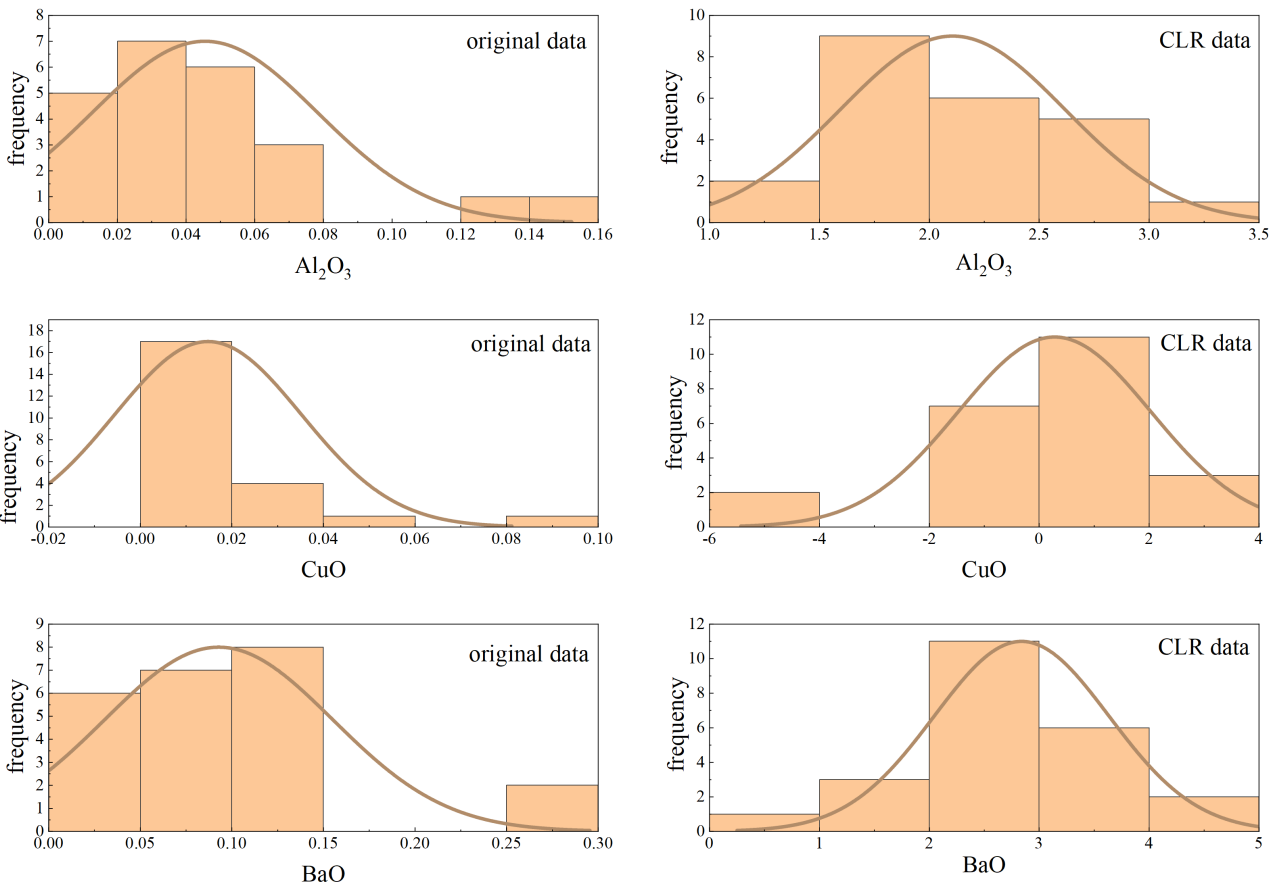 original data
frequency
8
7
6
5
4
3
2
1
0
0.00 0.02 0.04 0.06 0.08 0.10 0.12 0.14 0.16
Al₂O₃
CLR data
frequency
10
8
6
4
2
0
1.0 1.5 2.0 2.5 3.0 3.5
Al₂O₃
original data
frequency
18
16
14
12
10
8
6
4
2
0
-0.02 0.00 0.02 0.04 0.06 0.08 0.10
CuO
CLR data
frequency
12
10
8
6
4
2
0
-6 -4 -2 0 2 4
CuO
original data
frequency
9
8
7
6
5
4
3
2
1
0
0.00 0.05 0.10 0.15 0.20 0.25 0.30
BaO
CLR data
frequency
12
10
8
6
4
2
0
0 1 2 3 4 5
BaO